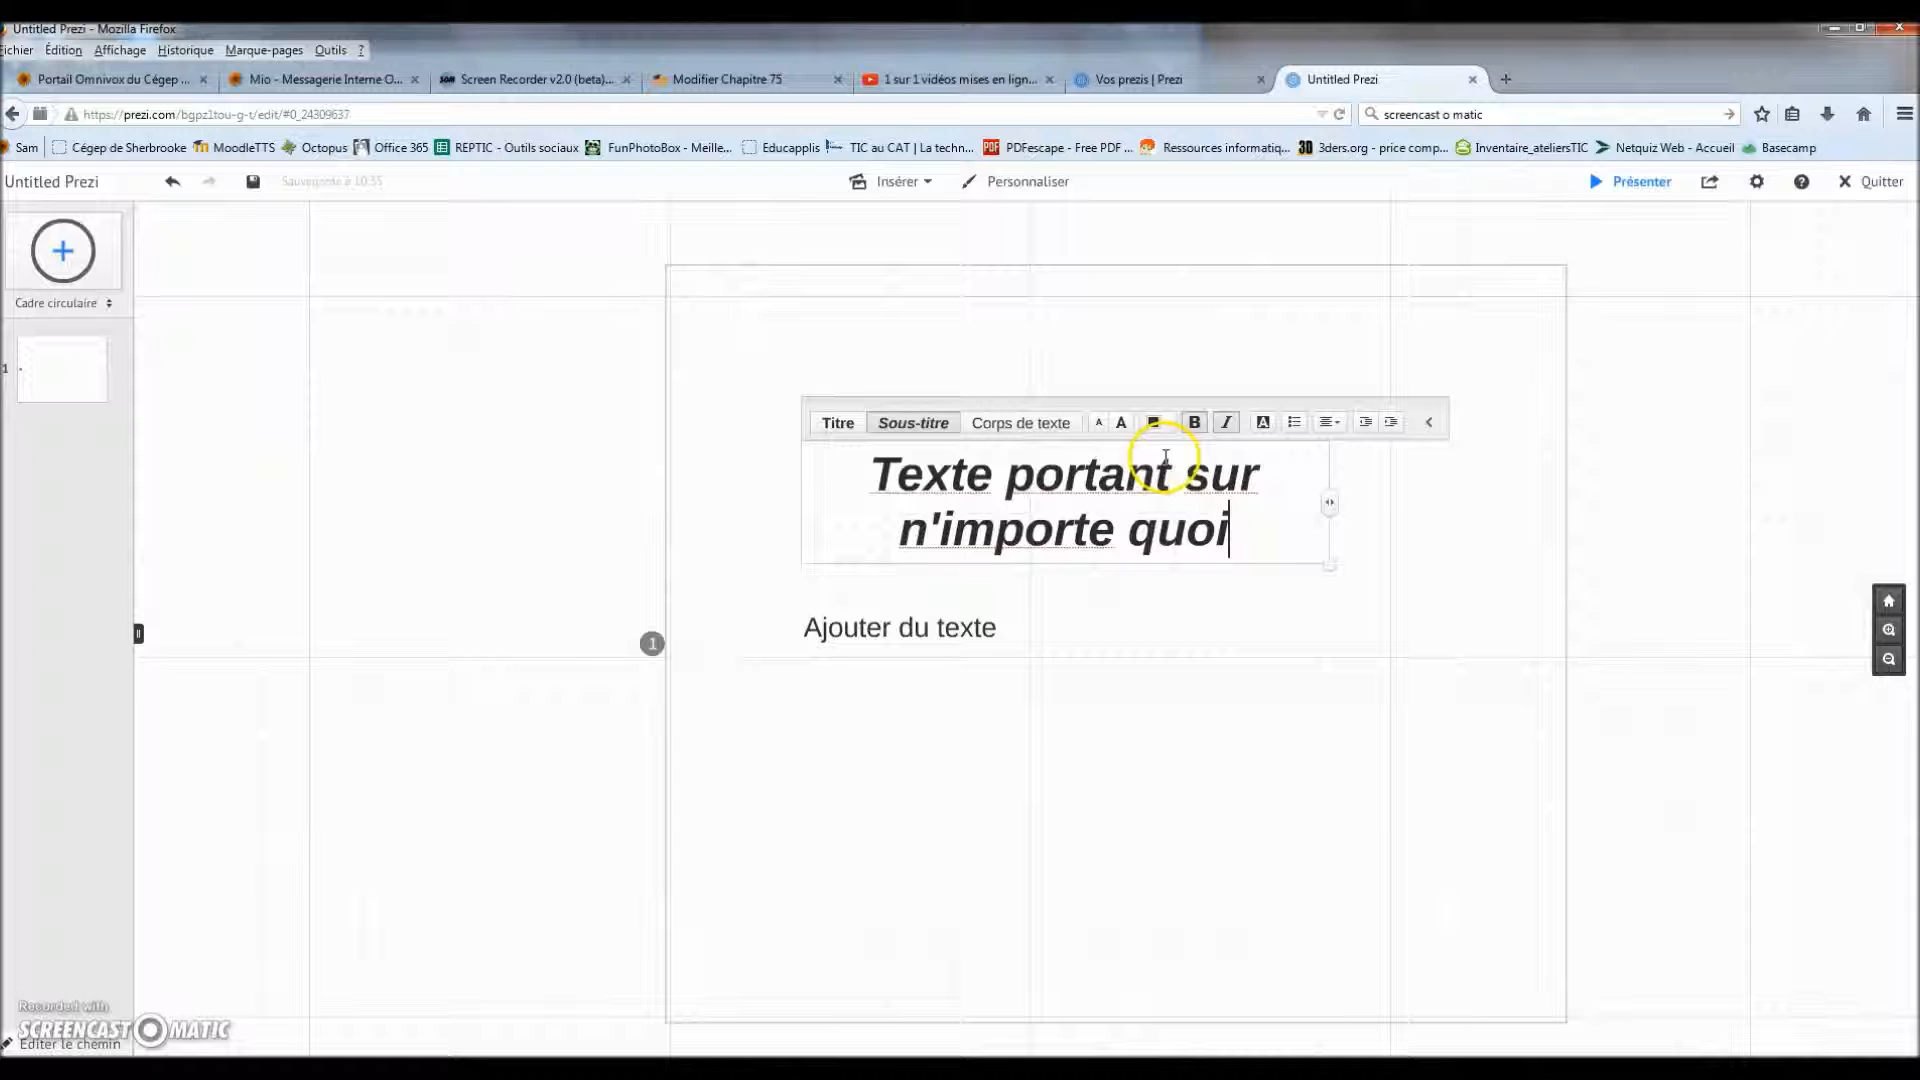 Untitled Prezi - Mozilla Firefox
ichier Édition Affichage Historique Marque-pages Outils ?
Portail Omnivox du Cégep ... Mio - Messagerie Interne O... Screen Recorder v2.0 (beta)... Modifier Chapitre 75 1 sur 1 vidéos mises en lign... Vos prezis | Prezi Untitled Prezi
https://prezi.com/bgpz1tou-g-t/edit/#0_24309637 screencast o matic
Sam Cégep de Sherbrooke MoodleTTS Octopus Office 365 REPTIC - Outils sociaux FunPhotoBox - Meille... Educapplis TIC au CAT | La techn... PDFescape - Free PDF ... Ressources informatiq... 3ders.org - price comp... Inventaire_ateliersTIC Netquiz Web - Accueil Basecamp
Untitled Prezi Sauvegardé à 10:35 Insérer Personnaliser Présenter Quitter
Cadre circulaire
1
Titre Sous-titre Corps de texte A A B I A
Texte portant sur
n'importe quoi
Ajouter du texte
1
Recorded with
SCREENCAST O MATIC
Éditer le chemin